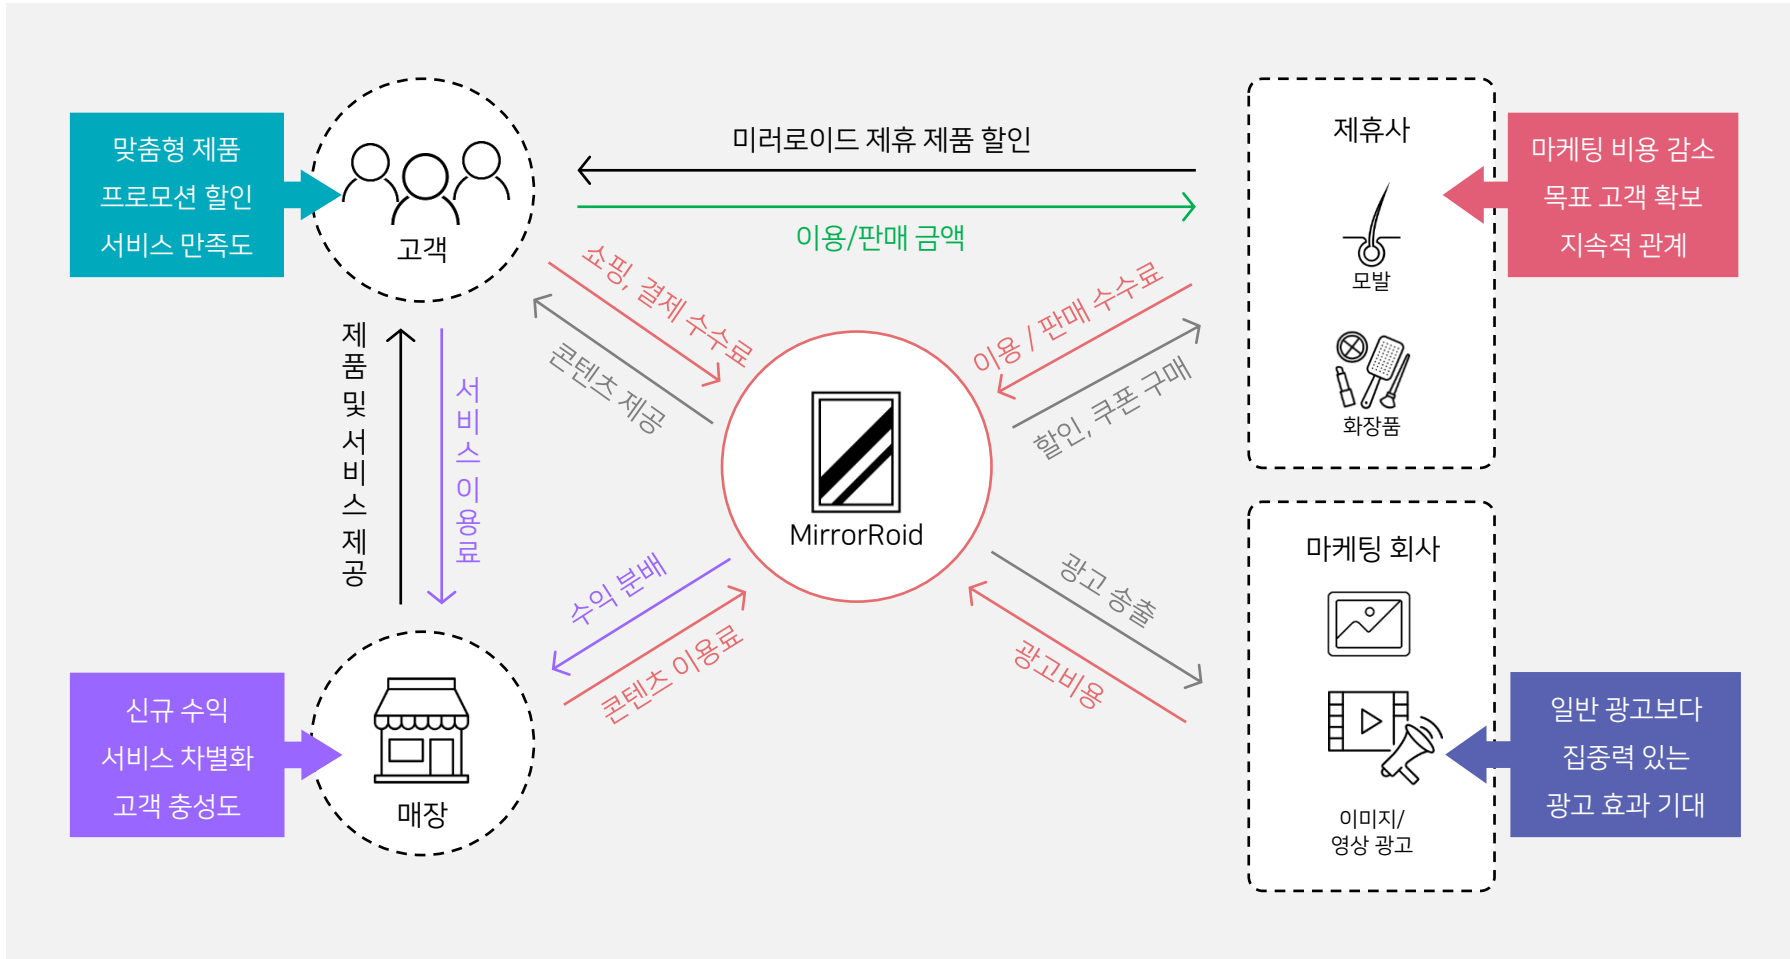 맞춤형 제품
프로모션 할인
서비스 만족도
고객
미러로이드 제휴 제품 할인
이용/판매 금액
제휴사
모발
화장품
마케팅 비용 감소
목표 고객 확보
지속적 관계
쇼핑, 결제 수수료
콘텐츠 제공
이용 / 판매 수수료
할인, 쿠폰 구매
제품 및 서비스 제공
서비스 이용료
MirrorRoid
수익 분배
콘텐츠 이용료
광고 송출
광고비용
신규 수익
서비스 차별화
고객 충성도
매장
마케팅 회사
이미지/
영상 광고
일반 광고보다
집중력 있는
광고 효과 기대